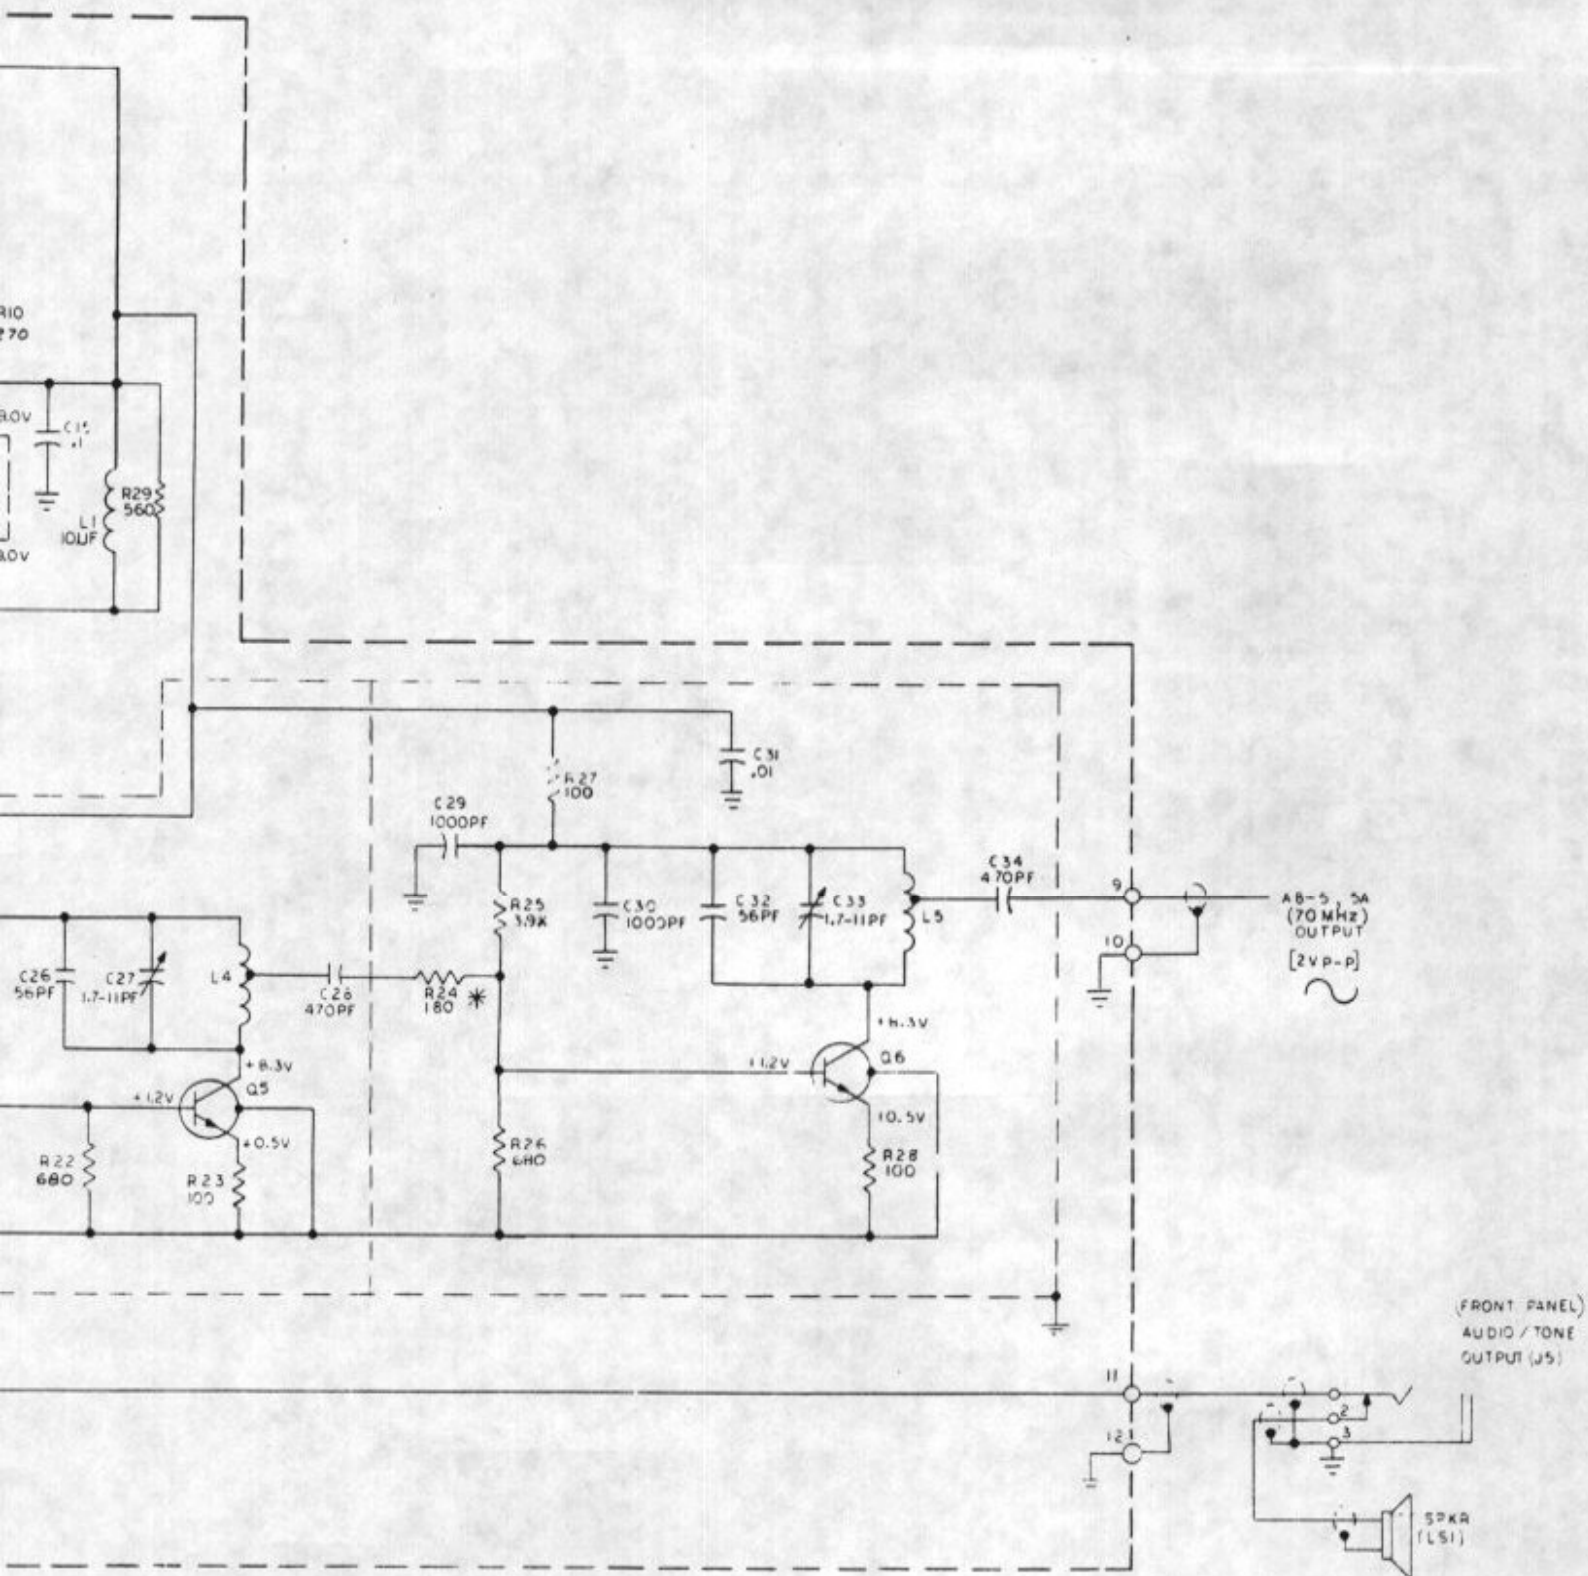 270
C15
.1
R29
560
L1
10UF
R27
100
C31
.01
C29
1000PF
R25
3.9K
C30
1000PF
C32
56PF
C33
1.7-11PF
L5
C34
470PF
9
10
A8-5, 5A
(70 MHz)
OUTPUT
[2V P-P]
C26
56PF
C27
1.7-11PF
L4
C28
470PF
R24
180 *
+8.3V
Q5
+1.2V
+0.5V
R22
680
R23
100
R26
680
+1.2V
+8.3V
Q6
+0.5V
R28
100
(FRONT PANEL)
AUDIO / TONE
OUTPUT (J5)
11
12
2
3
SPKR
(LS1)